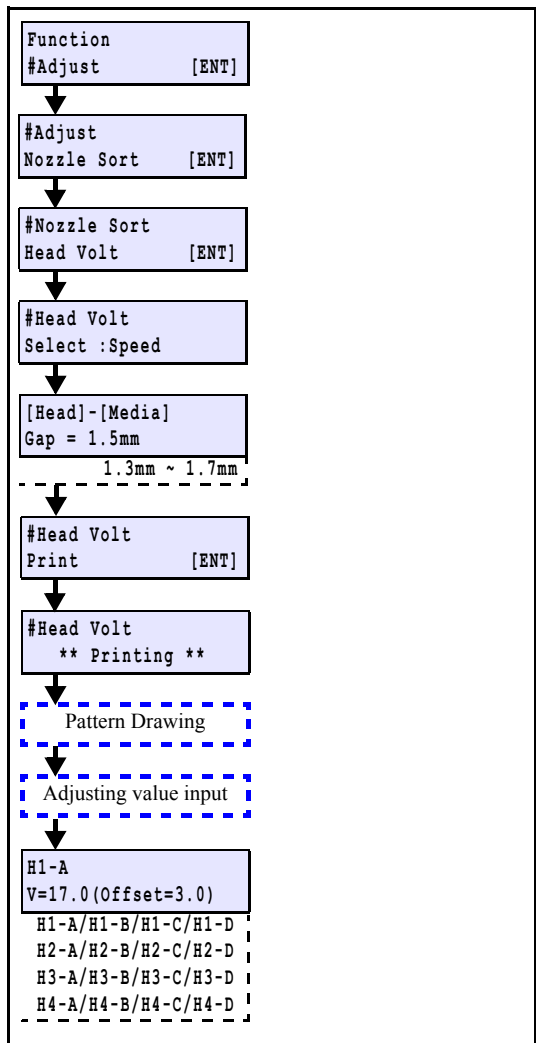 Function
#Adjust [ENT]
#Adjust
Nozzle Sort [ENT]
#Nozzle Sort
Head Volt [ENT]
#Head Volt
Select :Speed
[Head]-[Media]
Gap = 1.5mm
1.3mm ~ 1.7mm
#Head Volt
Print [ENT]
#Head Volt
** Printing **
Pattern Drawing
Adjusting value input
H1-A
V=17.0(Offset=3.0)
H1-A/H1-B/H1-C/H1-D
H2-A/H2-B/H2-C/H2-D
H3-A/H3-B/H3-C/H3-D
H4-A/H4-B/H4-C/H4-D